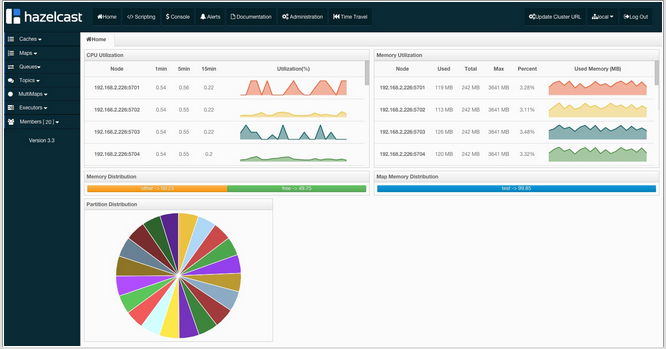 hazelcast
Home Scripting Console Alerts Documentation Administration Time Travel Update Cluster URL local Log Out
Caches
Maps
Queues
Topics
MultiMaps
Executors
Members [ 20 ]
Version 3.3
Home
CPU Utilization
Node 1min 5min 15min Utilization(%)
192.168.2.226:5701 0.54 0.56 0.22
192.168.2.226:5702 0.54 0.55 0.22
192.168.2.226:5703 0.54 0.55 0.22
192.168.2.226:5704 0.54 0.55 0.2
Memory Utilization
Node Used Total Max Percent Used Memory (MB)
192.168.2.226:5701 119 MB 242 MB 3641 MB 3.28%
192.168.2.226:5702 113 MB 242 MB 3641 MB 3.11%
192.168.2.226:5703 126 MB 242 MB 3641 MB 3.48%
192.168.2.226:5704 120 MB 242 MB 3641 MB 3.32%
Memory Distribution
other -> 50.25 free -> 49.75
Map Memory Distribution
test -> 99.85
Partition Distribution